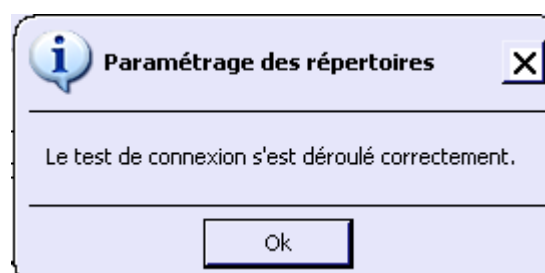 Paramétrage des répertoires
Le test de connexion s'est déroulé correctement.
Ok